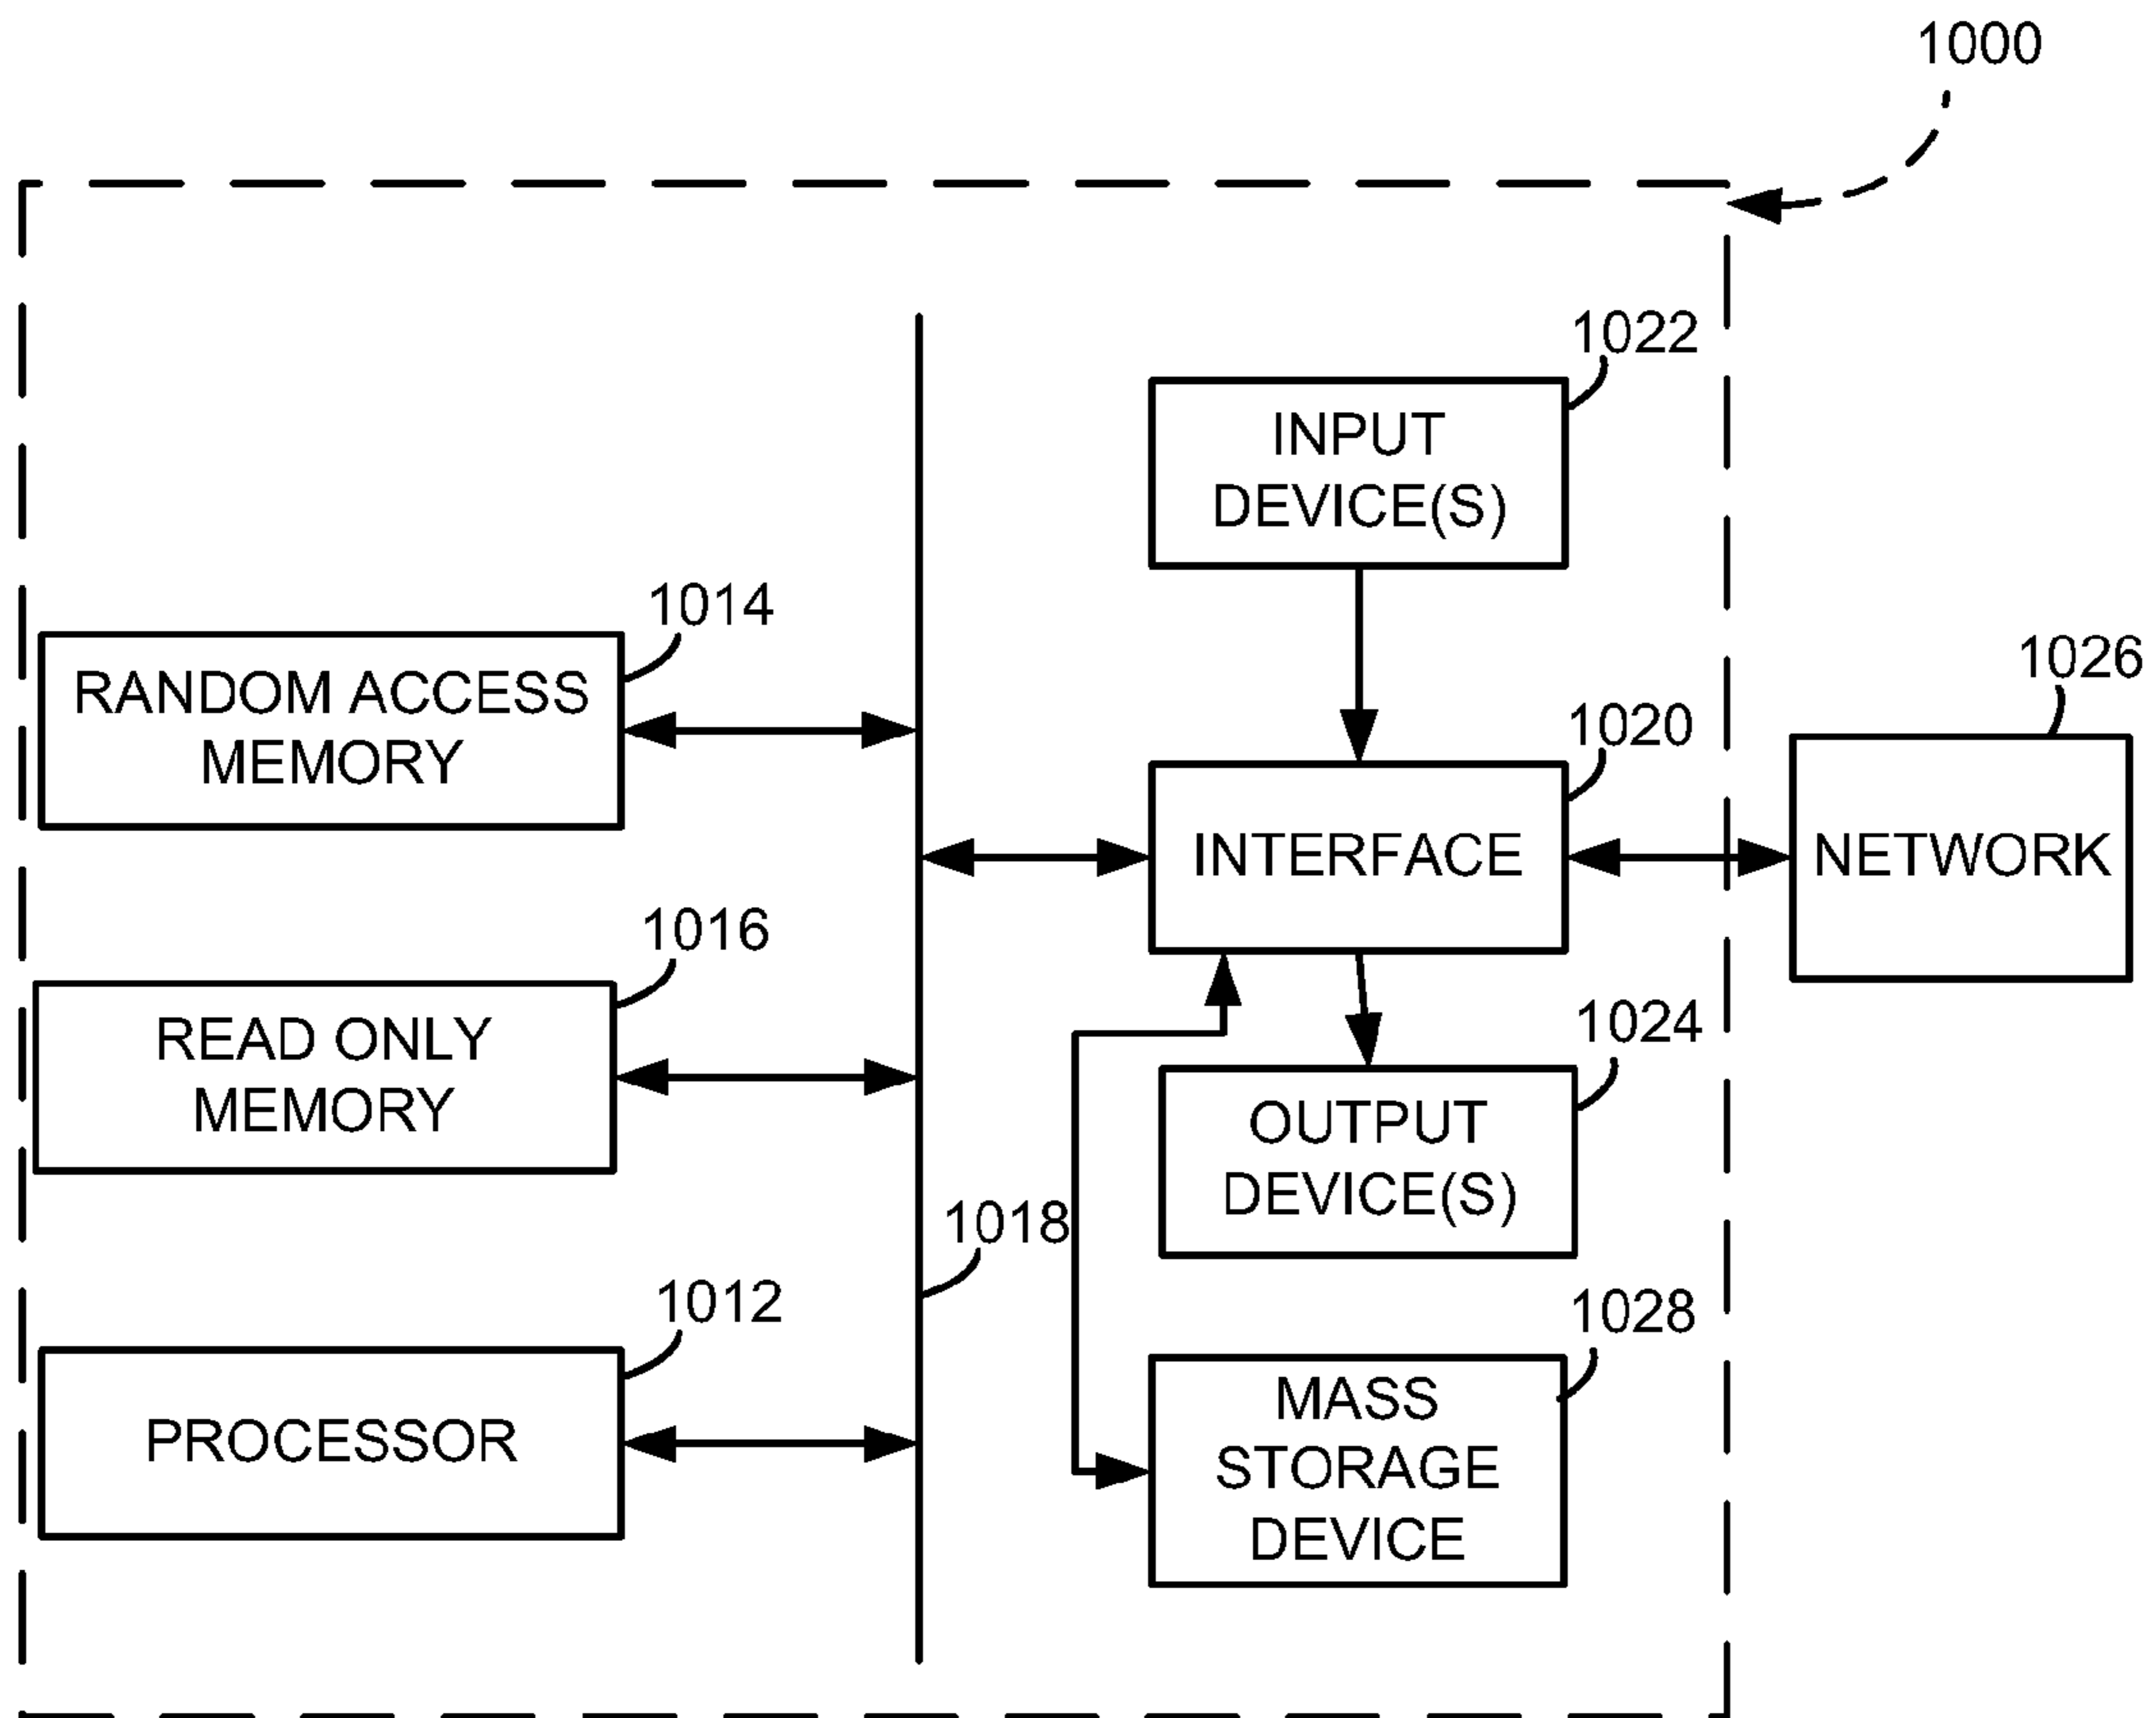 1000
1022
INPUT
DEVICE(S)
1014
RANDOM ACCESS
MEMORY
1026
1020
INTERFACE
NETWORK
1016
READ ONLY
MEMORY
1024
OUTPUT
DEVICE(S)
1018
1012
PROCESSOR
1028
MASS
STORAGE
DEVICE